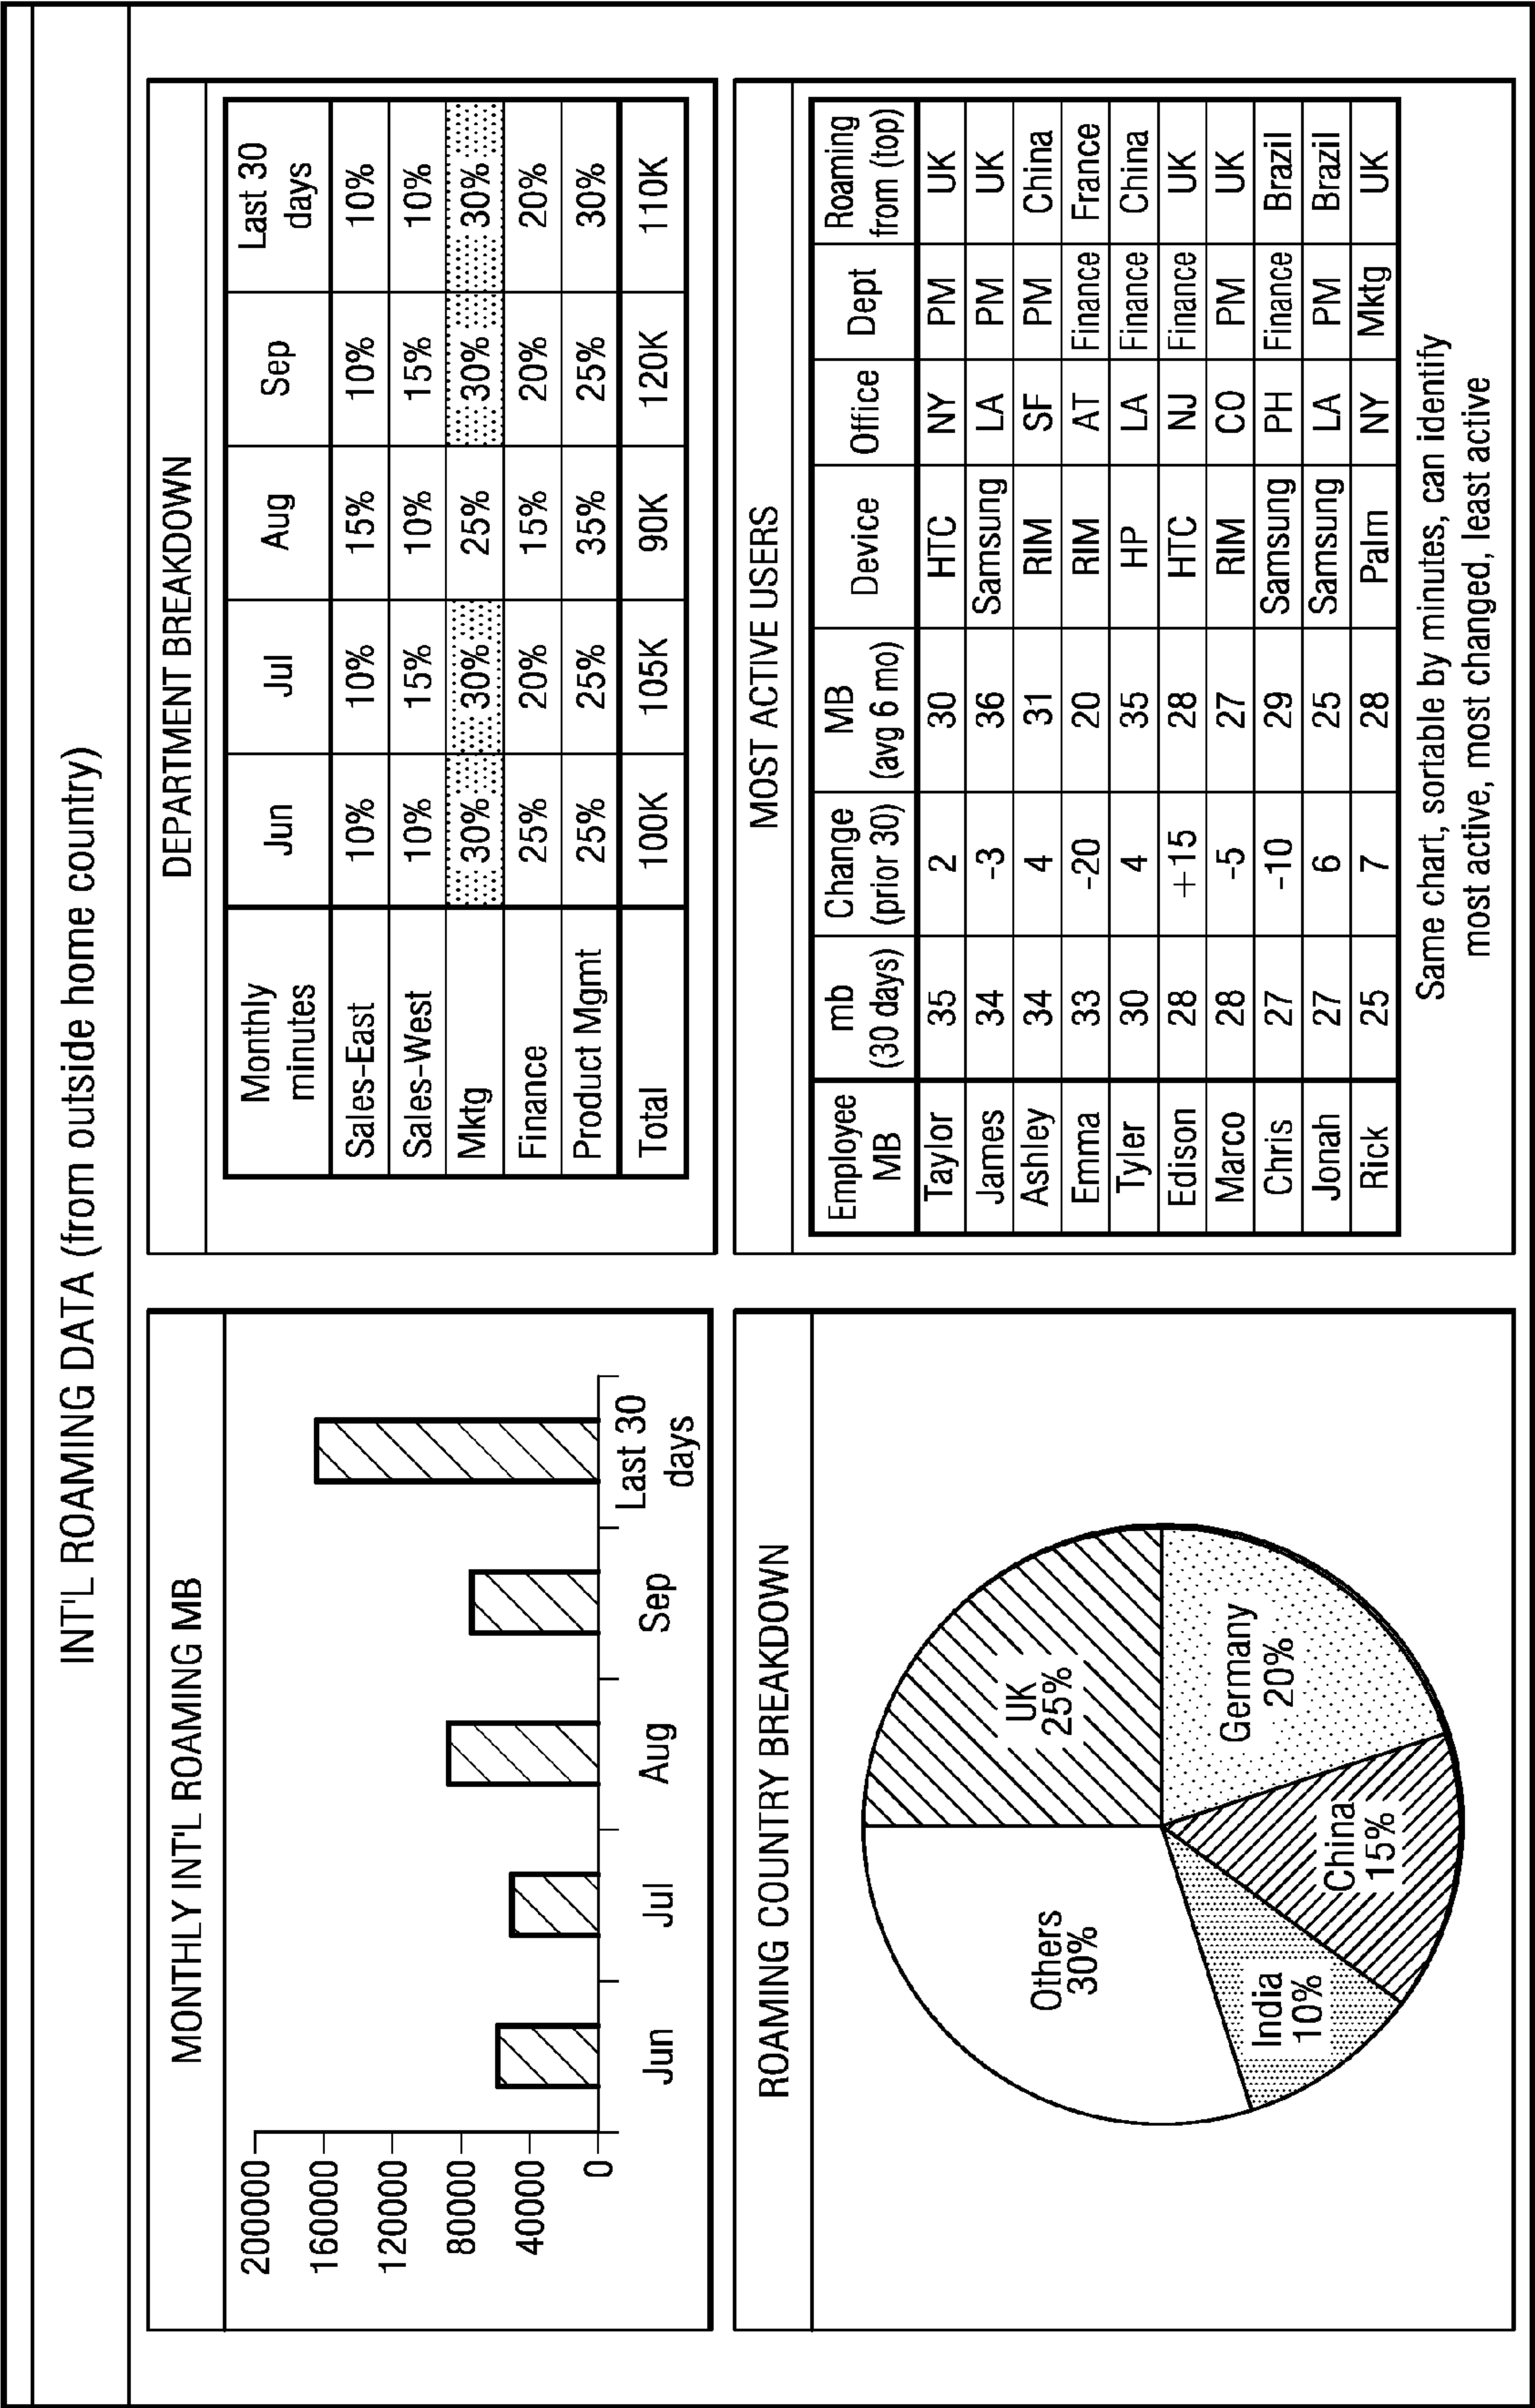 INT'L ROAMING DATA (from outside home country)
MONTHLY INT'L ROAMING MB
200000
160000
120000
80000
40000
0
Jun Jul Aug Sep Last 30
days
DEPARTMENT BREAKDOWN
Monthly
minutes Jun Jul Aug Sep Last 30
days
Sales-East 10% 10% 15% 10% 10%
Sales-West 10% 15% 10% 15% 10%
Mktg 30% 30% 25% 30% 30%
Finance 25% 20% 15% 20% 20%
Product Mgmt 25% 25% 35% 25% 30%
Total 100K 105K 90K 120K 110K
ROAMING COUNTRY BREAKDOWN
UK
25%
Others
30%
Germany
20%
India
10%
China
15%
MOST ACTIVE USERS
Employee
MB mb
(30 days) Change
(prior 30) MB
(avg 6 mo) Device Office Dept Roaming
from (top)
Taylor 35 2 30 HTC NY PM UK
James 34 -3 36 Samsung LA PM UK
Ashley 34 4 31 RIM SF PM China
Emma 33 -20 20 RIM AT Finance France
Tyler 30 4 35 HP LA Finance China
Edison 28 +15 28 HTC NJ Finance UK
Marco 28 -5 27 RIM CO PM UK
Chris 27 -10 29 Samsung PH Finance Brazil
Jonah 27 6 25 Samsung LA PM Brazil
Rick 25 7 28 Palm NY Mktg UK
Same chart, sortable by minutes, can identify
most active, most changed, least active